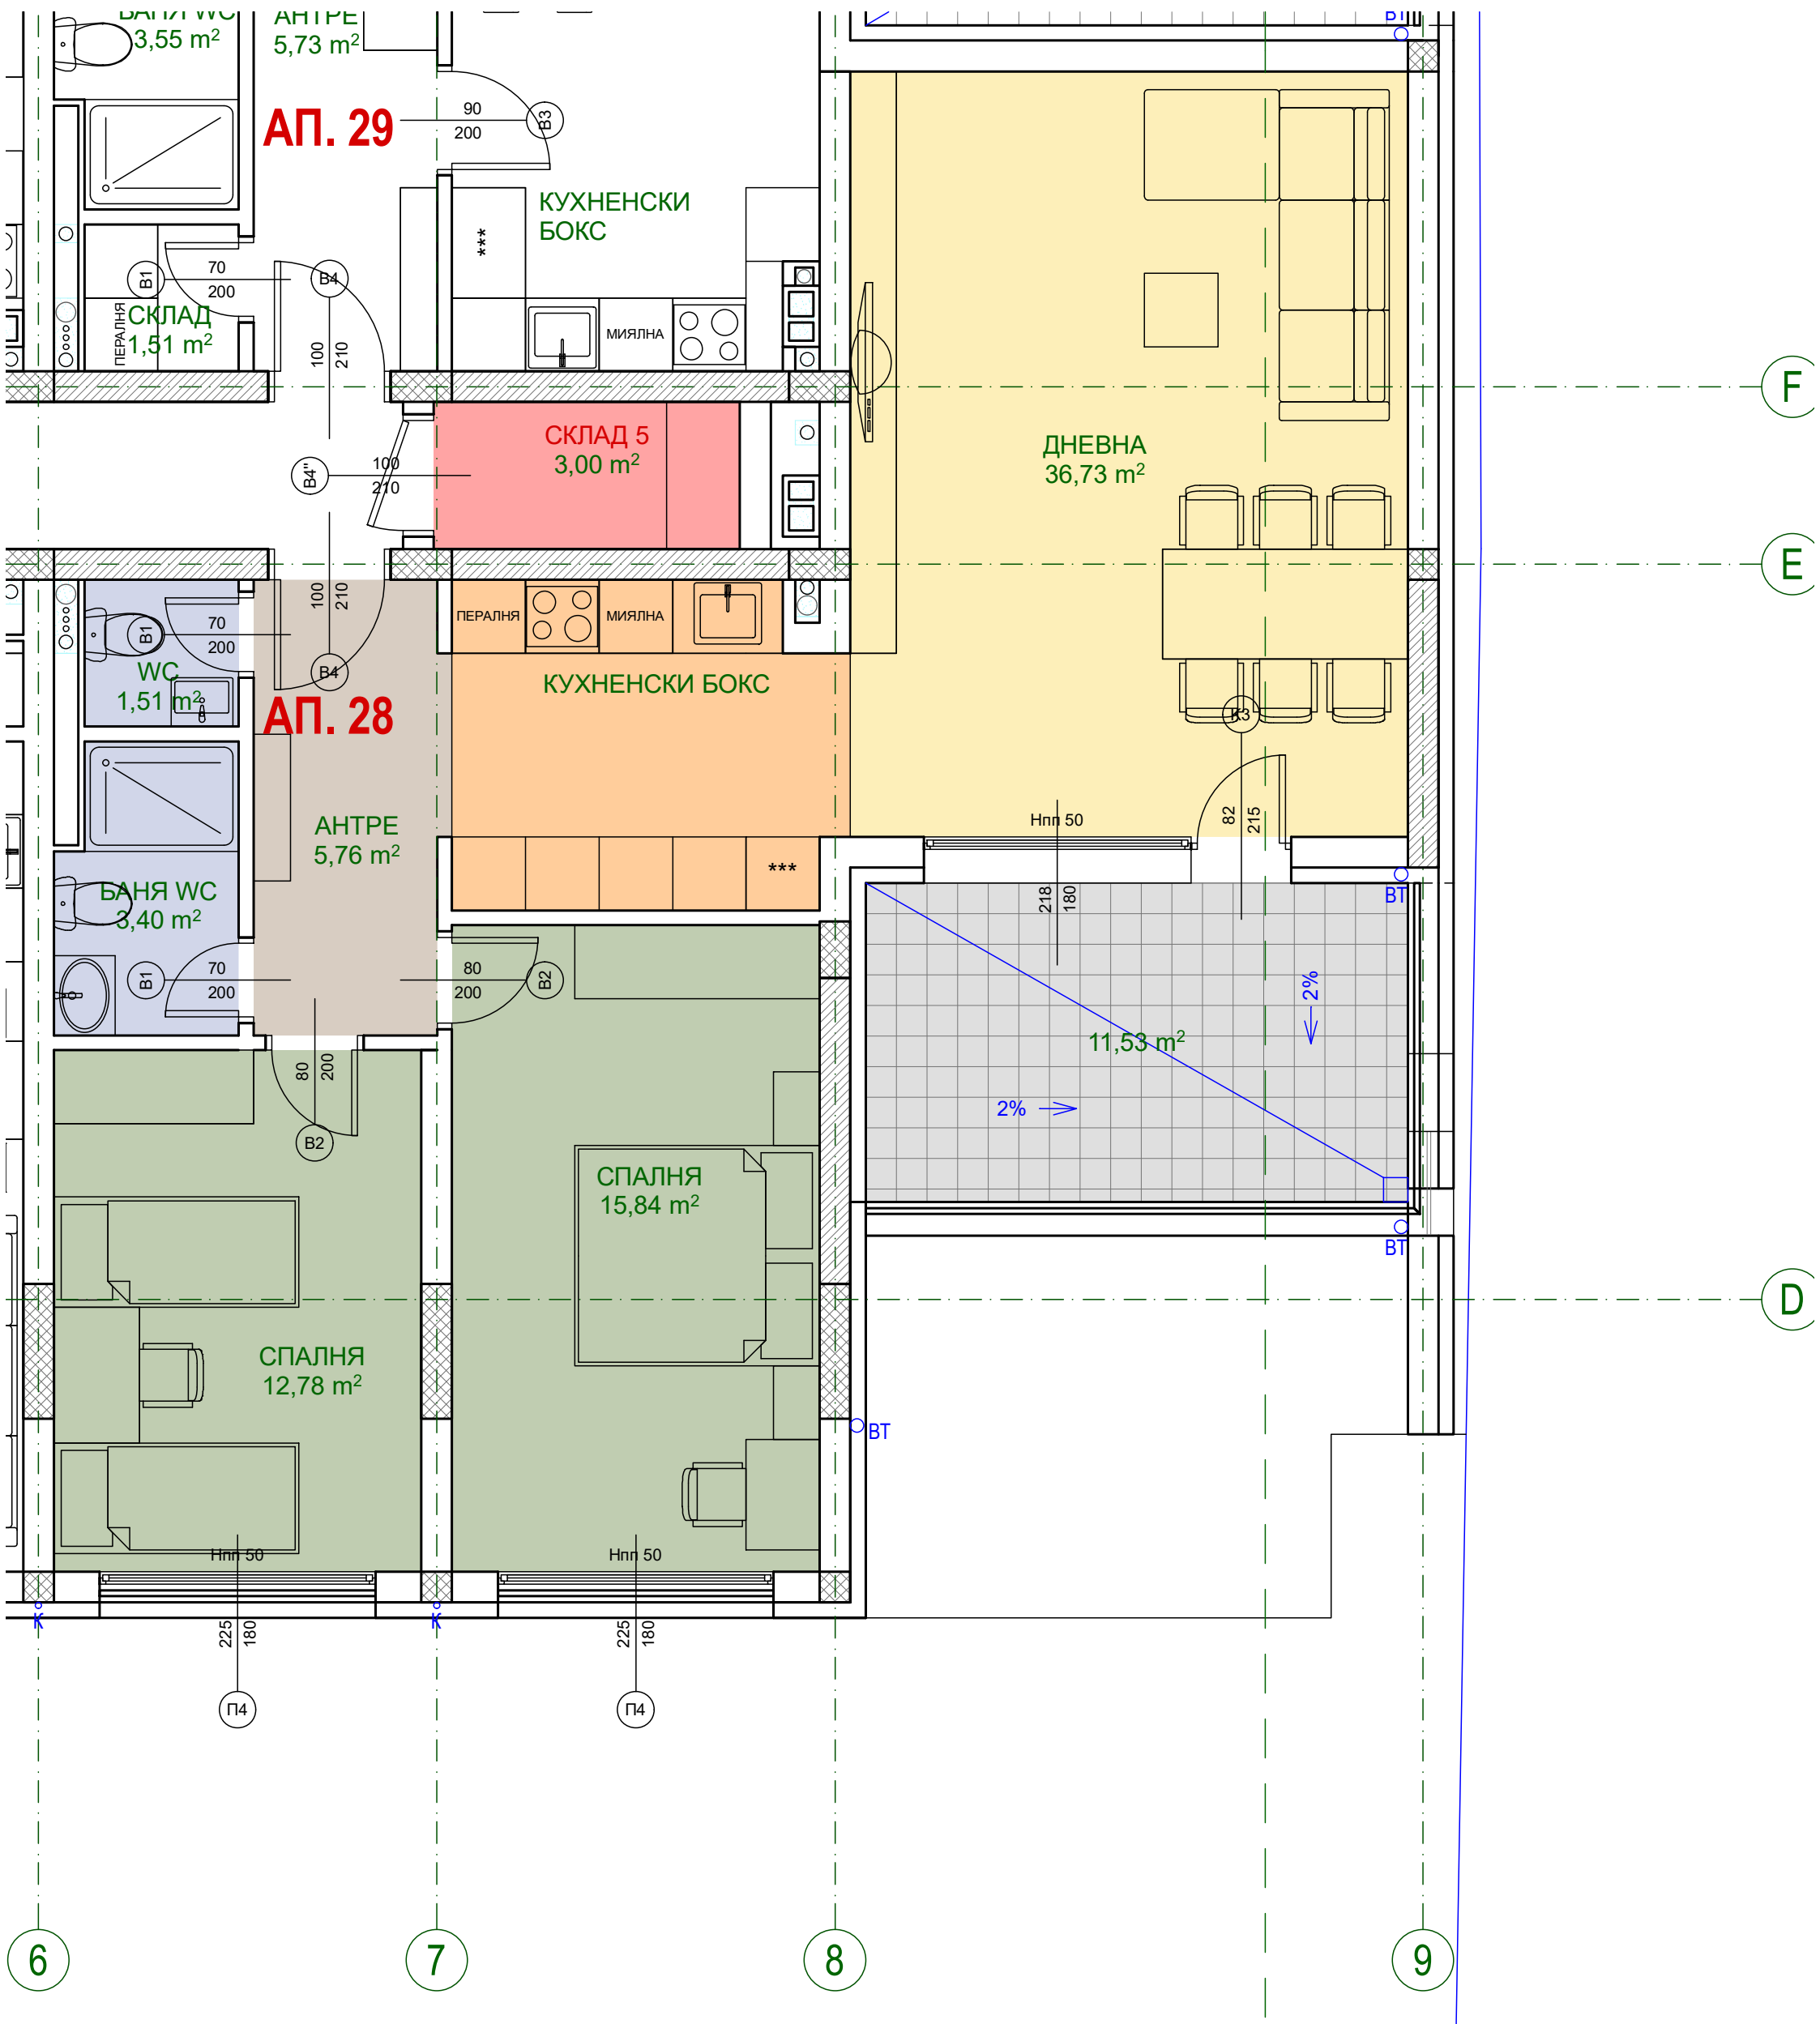 БАНЯ WC
3,55 m²
АНТРЕ
5,73 m²
ВТ
АП. 29
90
200
В3
КУХНЕНСКИ
БОКС
***
В1
70
200
В4
ПЕРАЛНЯ
СКЛАД
1,51 m²
100
210
МИЯЛНА
F
СКЛАД 5
3,00 m²
В4"
100
210
ДНЕВНА
36,73 m²
E
100
210
ПЕРАЛНЯ
МИЯЛНА
В1
70
200
WC
1,51 m²
В4
КУХНЕНСКИ БОКС
АП. 28
К3
АНТРЕ
5,76 m²
Нпп 50
82
215
***
БАНЯ WC
3,40 m²
218
180
ВТ
В1
70
200
80
200
В2
2%
11,53 m²
80
200
2%
В2
СПАЛНЯ
15,84 m²
ВТ
D
СПАЛНЯ
12,78 m²
ВТ
Нпп 50
Нпп 50
К
К
225
180
225
180
П4
П4
6
7
8
9